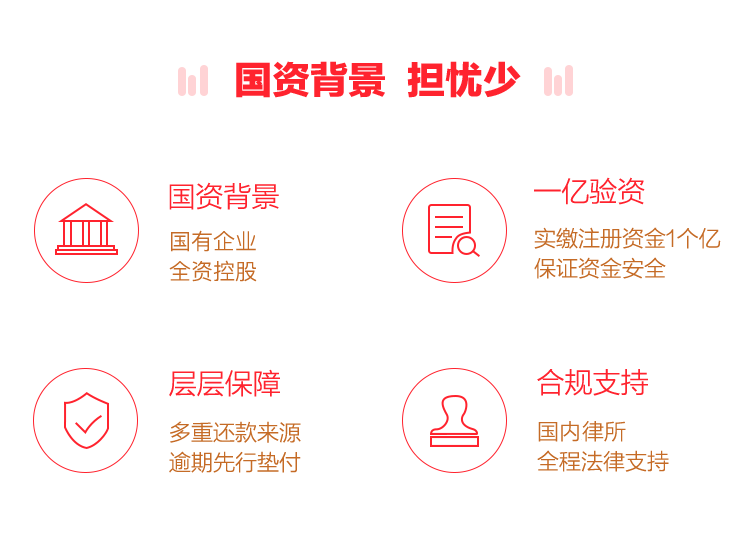 国资背景 担忧少
国资背景
国有企业
全资控股
一亿验资
实缴注册资金1个亿
保证资金安全
层层保障
多重还款来源
逾期先行垫付
合规支持
国内律所
全程法律支持